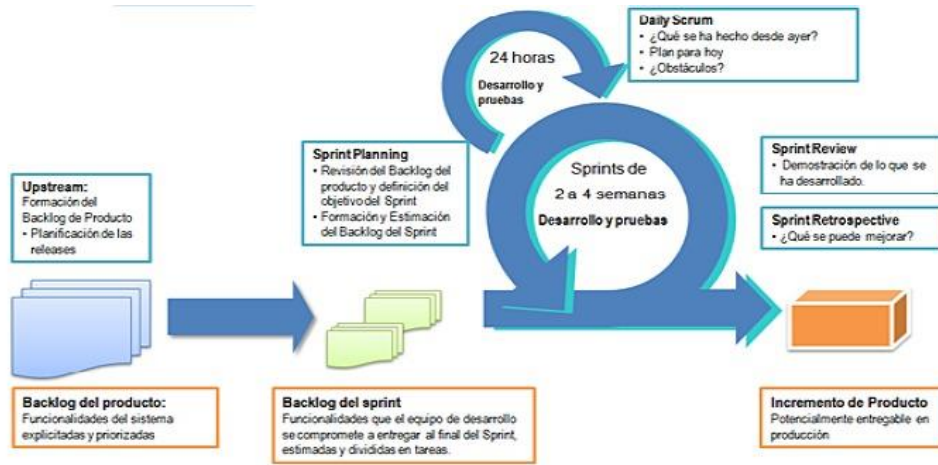 Daily Scrum
• ¿Qué se ha hecho desde ayer?
• Plan para hoy
• ¿Obstáculos?
24 horas
Desarrollo y
pruebas
Sprint Planning
• Revisión del Backlog del
producto y definición del
objetivo del Sprint
• Formación y Estimación
del Backlog del Sprint
Sprints de
2 a 4 semanas
Desarrollo y pruebas
Sprint Review
• Demostración de lo que se
ha desarrollado.
Sprint Retrospective
• ¿Qué se puede mejorar?
Upstream:
Formación del
Backlog de Producto
• Planificación de las
releases
Backlog del producto:
Funcionalidades del sistema
explicitadas y priorizadas
Backlog del sprint
Funcionalidades que el equipo de desarrollo
se compromete a entregar al final del Sprint,
estimadas y divididas en tareas.
Incremento de Producto
Potencialmente entregable en
producción